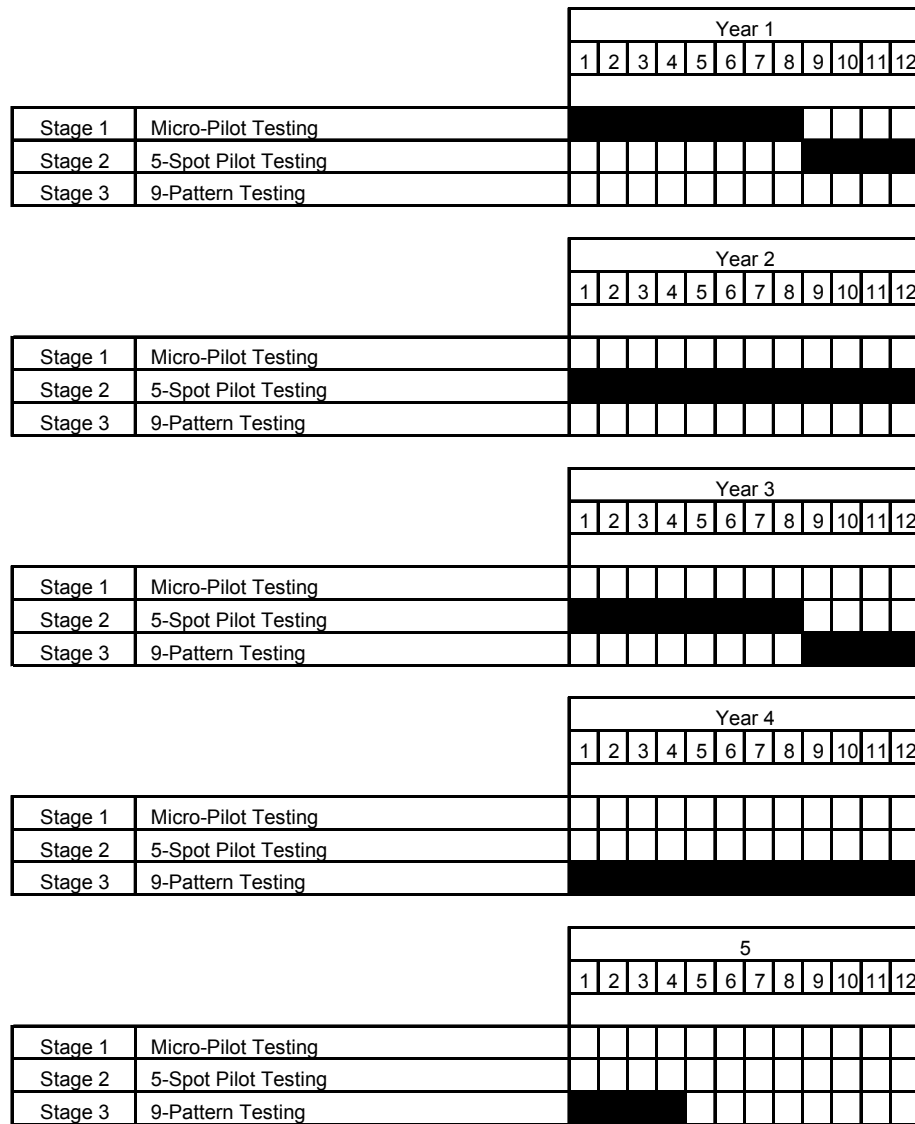 Year 1
1 2 3 4 5 6 7 8 9 10 11 12
Stage 1 Micro-Pilot Testing
Stage 2 5-Spot Pilot Testing
Stage 3 9-Pattern Testing
Year 2
1 2 3 4 5 6 7 8 9 10 11 12
Stage 1 Micro-Pilot Testing
Stage 2 5-Spot Pilot Testing
Stage 3 9-Pattern Testing
Year 3
1 2 3 4 5 6 7 8 9 10 11 12
Stage 1 Micro-Pilot Testing
Stage 2 5-Spot Pilot Testing
Stage 3 9-Pattern Testing
Year 4
1 2 3 4 5 6 7 8 9 10 11 12
Stage 1 Micro-Pilot Testing
Stage 2 5-Spot Pilot Testing
Stage 3 9-Pattern Testing
5
1 2 3 4 5 6 7 8 9 10 11 12
Stage 1 Micro-Pilot Testing
Stage 2 5-Spot Pilot Testing
Stage 3 9-Pattern Testing